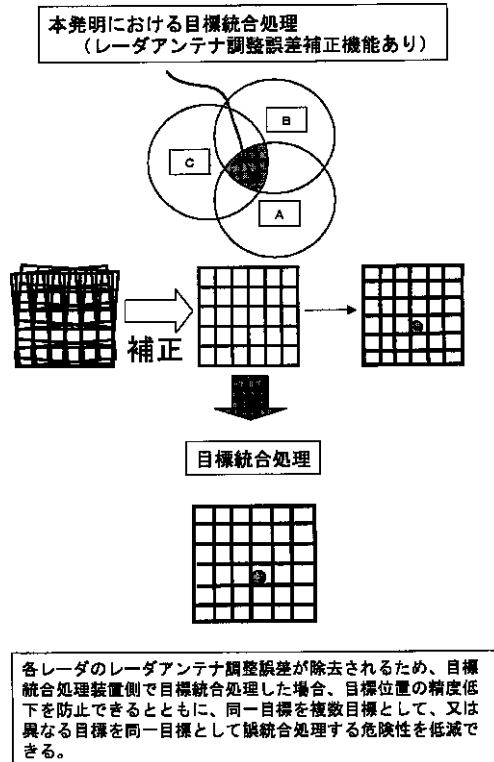 本発明における目標統合処理
（レーダアンテナ調整誤差補正機能あり）
B
C
A
補正
目標統合処理
各レーダのレーダアンテナ調整誤差が除去されるため、目標
統合処理装置側で目標統合処理した場合、目標位置の精度低
下を防止できるとともに、同一目標を複数目標として、又は
異なる目標を同一目標として誤統合処理する危険性を低減で
きる。